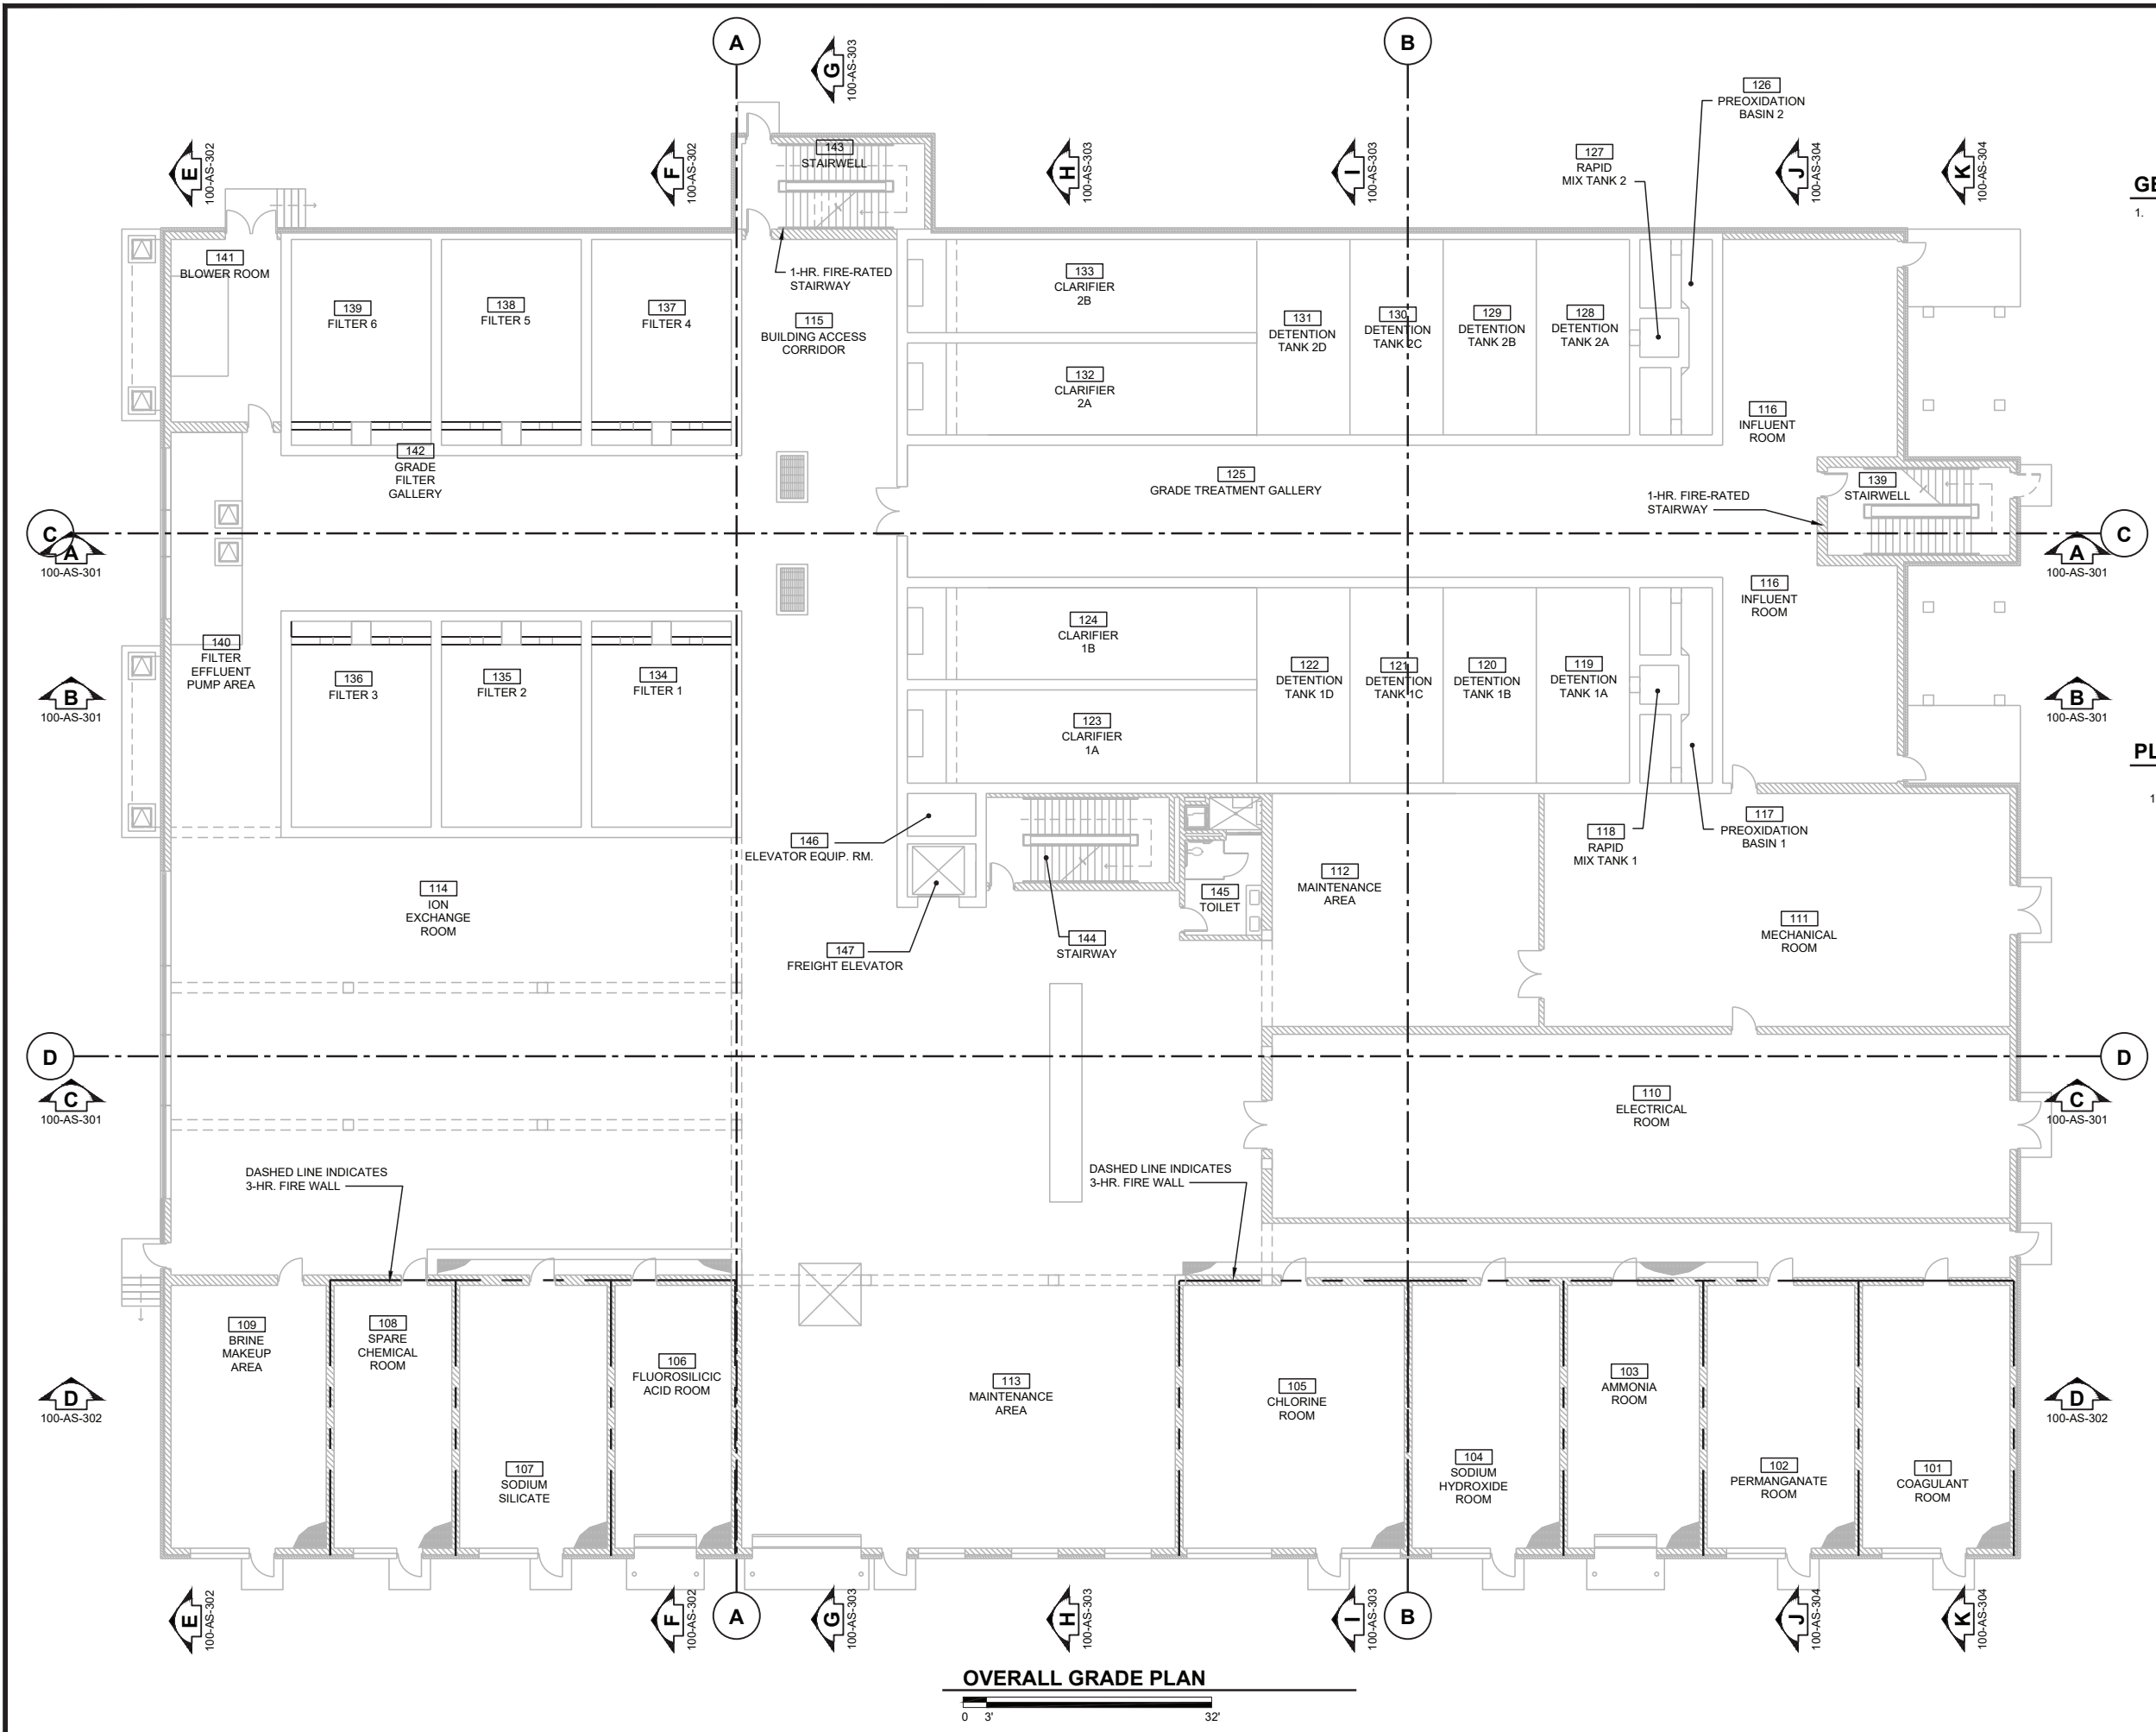 A
B
G
100-AS-303
E
100-AS-302
F
100-AS-302
H
100-AS-303
I
100-AS-303
J
100-AS-304
K
100-AS-304
126
PREOXIDATION
BASIN 2
127
RAPID
MIX TANK 2
143
STAIRWELL
1-HR. FIRE-RATED
STAIRWAY
GE
1.
141
BLOWER ROOM
139
FILTER 6
138
FILTER 5
137
FILTER 4
115
BUILDING ACCESS
CORRIDOR
133
CLARIFIER
2B
132
CLARIFIER
2A
131
DETENTION
TANK 2D
130
DETENTION
TANK 2C
129
DETENTION
TANK 2B
128
DETENTION
TANK 2A
116
INFLUENT
ROOM
142
GRADE
FILTER
GALLERY
125
GRADE TREATMENT GALLERY
1-HR. FIRE-RATED
STAIRWAY
139
STAIRWELL
C
C
A
100-AS-301
A
100-AS-301
116
INFLUENT
ROOM
140
FILTER
EFFLUENT
PUMP AREA
136
FILTER 3
135
FILTER 2
134
FILTER 1
124
CLARIFIER
1B
123
CLARIFIER
1A
122
DETENTION
TANK 1D
121
DETENTION
TANK 1C
120
DETENTION
TANK 1B
119
DETENTION
TANK 1A
B
100-AS-301
B
100-AS-301
PL
1
146
ELEVATOR EQUIP. RM.
118
RAPID
MIX TANK 1
117
PREOXIDATION
BASIN 1
114
ION
EXCHANGE
ROOM
147
FREIGHT ELEVATOR
144
STAIRWAY
145
TOILET
112
MAINTENANCE
AREA
111
MECHANICAL
ROOM
D
D
C
100-AS-301
C
100-AS-301
110
ELECTRICAL
ROOM
DASHED LINE INDICATES
3-HR. FIRE WALL
DASHED LINE INDICATES
3-HR. FIRE WALL
109
BRINE
MAKEUP
AREA
108
SPARE
CHEMICAL
ROOM
107
SODIUM
SILICATE
106
FLUOROSILICIC
ACID ROOM
113
MAINTENANCE
AREA
105
CHLORINE
ROOM
104
SODIUM
HYDROXIDE
ROOM
103
AMMONIA
ROOM
102
PERMANGANATE
ROOM
101
COAGULANT
ROOM
D
100-AS-302
D
100-AS-302
E
100-AS-302
F
100-AS-302
A
G
100-AS-303
H
100-AS-303
I
100-AS-303
B
J
100-AS-304
K
100-AS-304
OVERALL GRADE PLAN
0 3' 32'